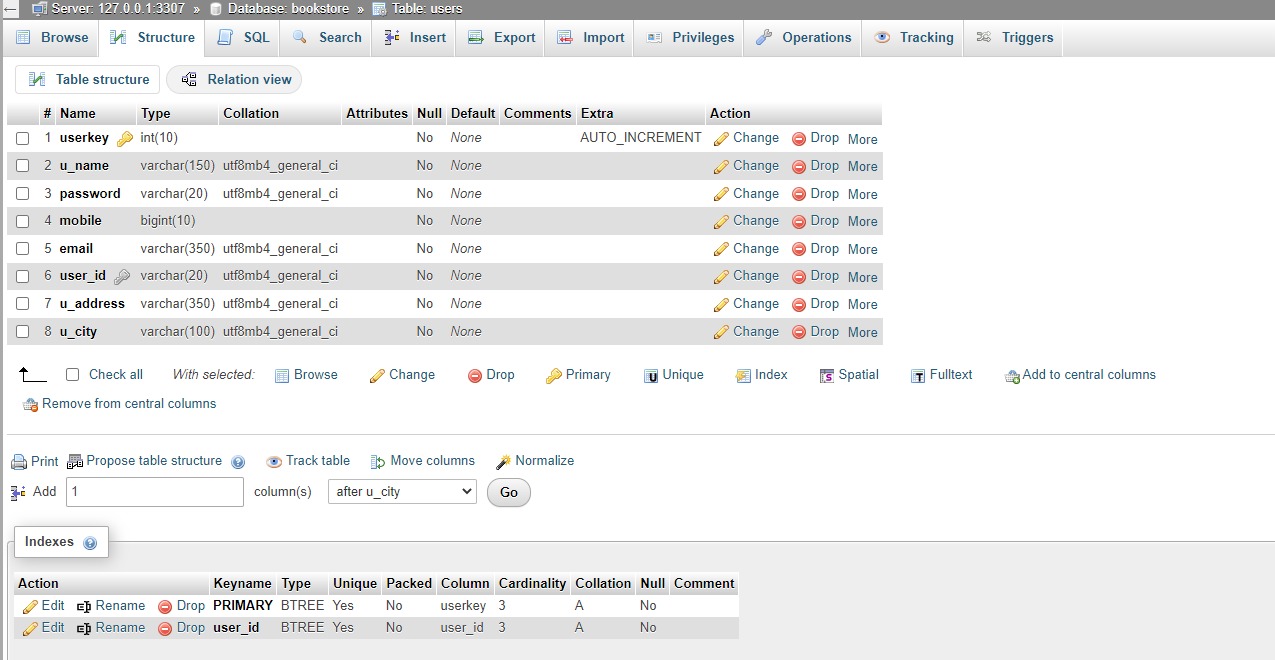 Server: 127.0.0.1:3307 » Database: bookstore » Table: users
Browse Structure SQL Search Insert Export Import Privileges Operations Tracking Triggers
Table structure Relation view
# Name Type Collation Attributes Null Default Comments Extra Action
1 userkey int(10) No None AUTO_INCREMENT Change Drop More
2 u_name varchar(150) utf8mb4_general_ci No None Change Drop More
3 password varchar(20) utf8mb4_general_ci No None Change Drop More
4 mobile bigint(10) No None Change Drop More
5 email varchar(350) utf8mb4_general_ci No None Change Drop More
6 user_id varchar(20) utf8mb4_general_ci No None Change Drop More
7 u_address varchar(350) utf8mb4_general_ci No None Change Drop More
8 u_city varchar(100) utf8mb4_general_ci No None Change Drop More
Check all With selected: Browse Change Drop Primary Unique Index Spatial Fulltext Add to central columns
Remove from central columns
Print Propose table structure Track table Move columns Normalize
Add 1 column(s) after u_city Go
Indexes
Action Keyname Type Unique Packed Column Cardinality Collation Null Comment
Edit Rename Drop PRIMARY BTREE Yes No userkey 3 A No
Edit Rename Drop user_id BTREE Yes No user_id 3 A No